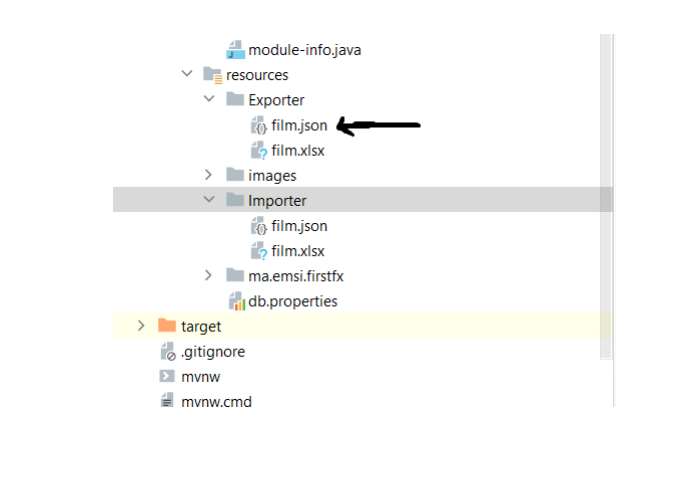 module-info.java
resources
Exporter
film.json
film.xlsx
images
Importer
film.json
film.xlsx
ma.emsi.firstfx
db.properties
target
.gitignore
mvnw
mvnw.cmd